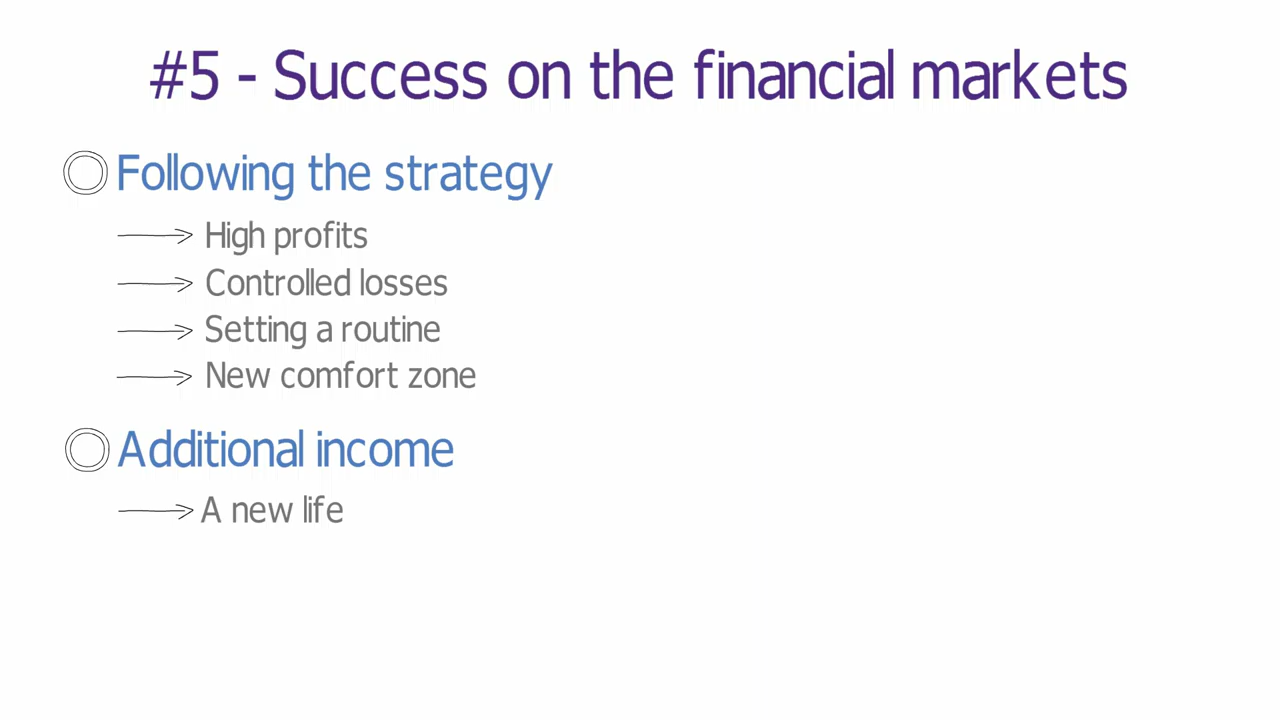 #5 - Success on the financial markets
Following the strategy
High profits
Controlled losses
Setting a routine
New comfort zone
Additional income
A new life